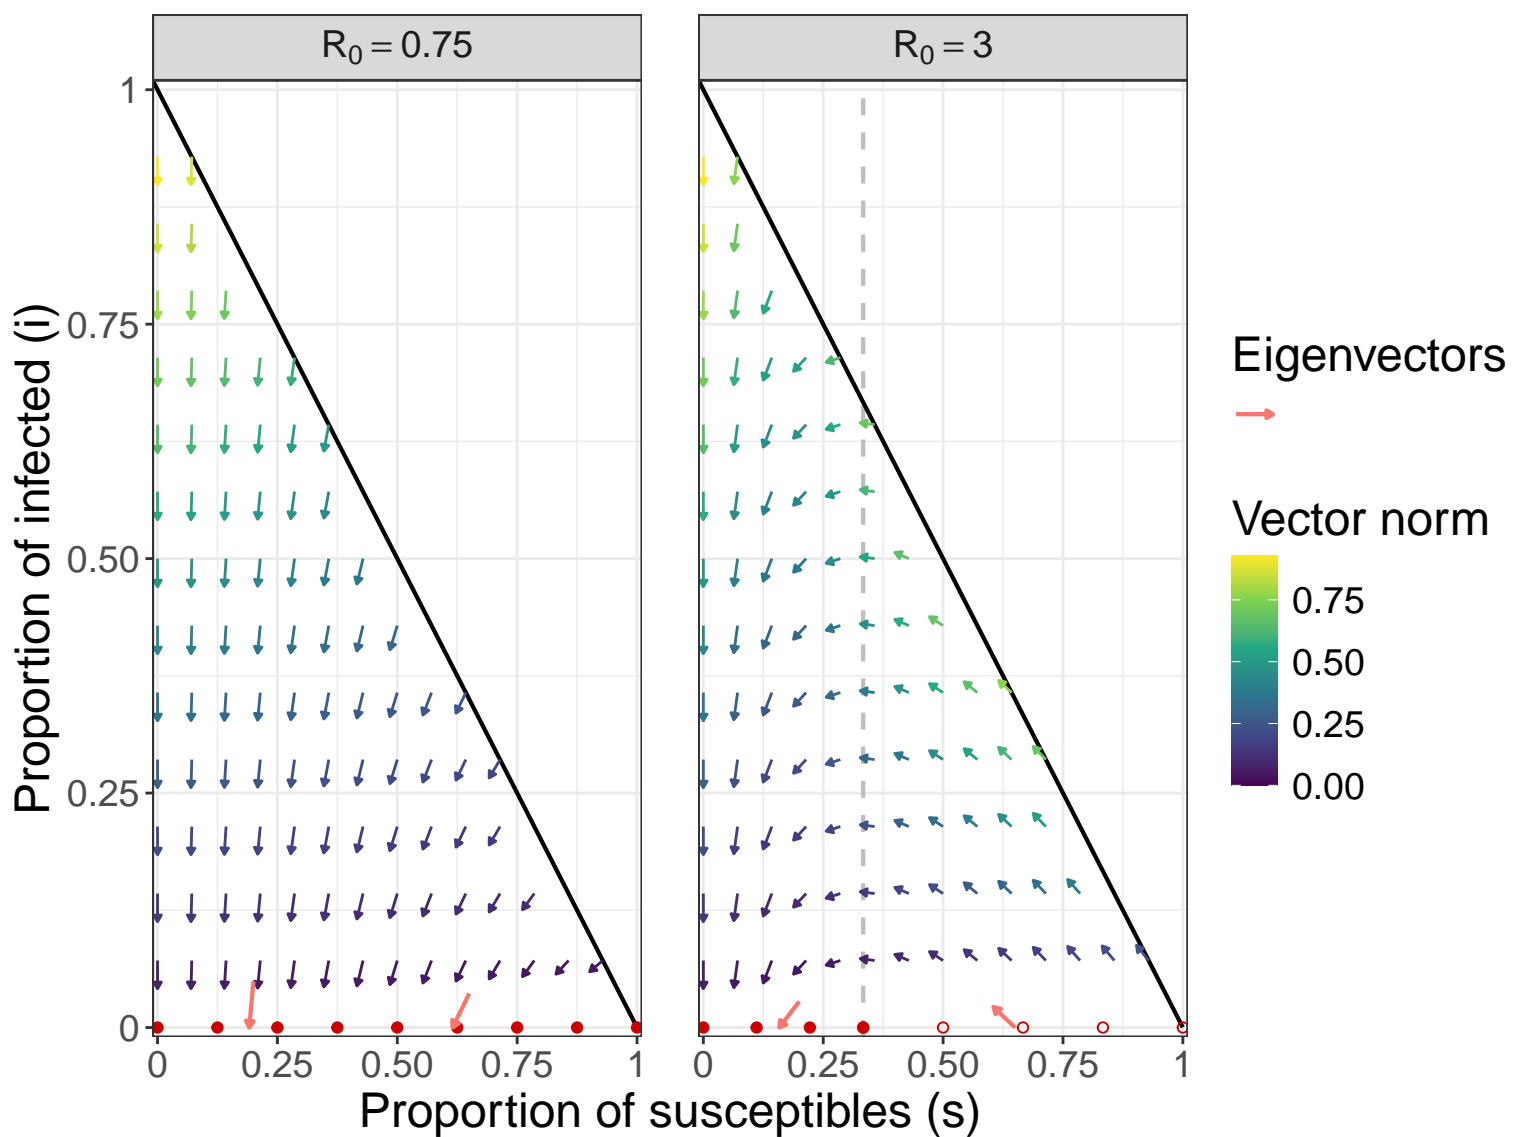 R₀ = 0.75
R₀ = 3
Proportion of infected (i)
1
0.75
0.50
0.25
0
0 0.25 0.50 0.75 1
0 0.25 0.50 0.75 1
Proportion of susceptibles (s)
Eigenvectors
Vector norm
0.75
0.50
0.25
0.00